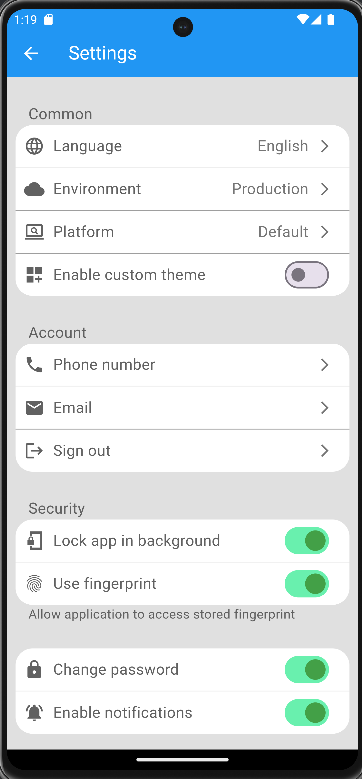 1:19
Settings
Common
Language English
Environment Production
Platform Default
Enable custom theme
Account
Phone number
Email
Sign out
Security
Lock app in background
Use fingerprint
Allow application to access stored fingerprint
Change password
Enable notifications